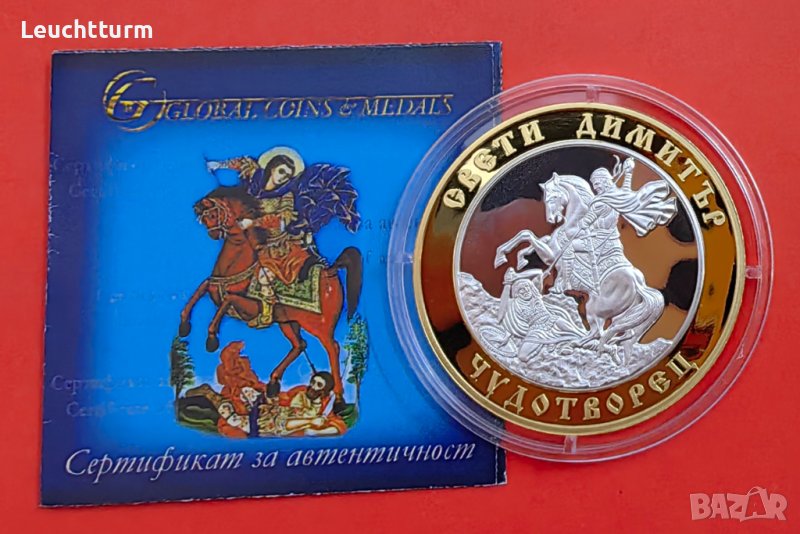 Leuchtturm
GLOBAL COINS & MEDALS
Сертификат за автентичност
СВЕТИ ДИМИТЪР
ЧУДОТВОРЕЦ
BAZAR